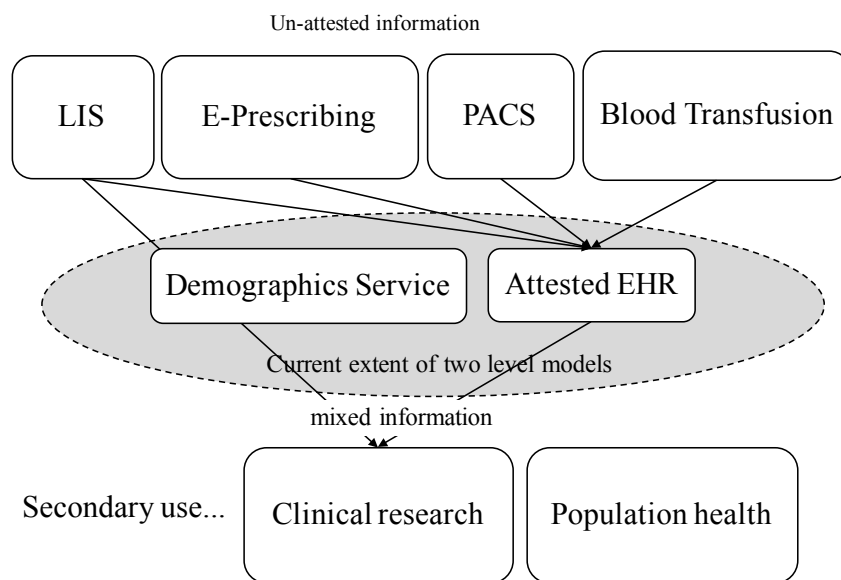 Un-attested information
LIS
E-Prescribing
PACS
Blood Transfusion
Demographics Service
Attested EHR
Current extent of two level models
mixed information
Secondary use...
Clinical research
Population health